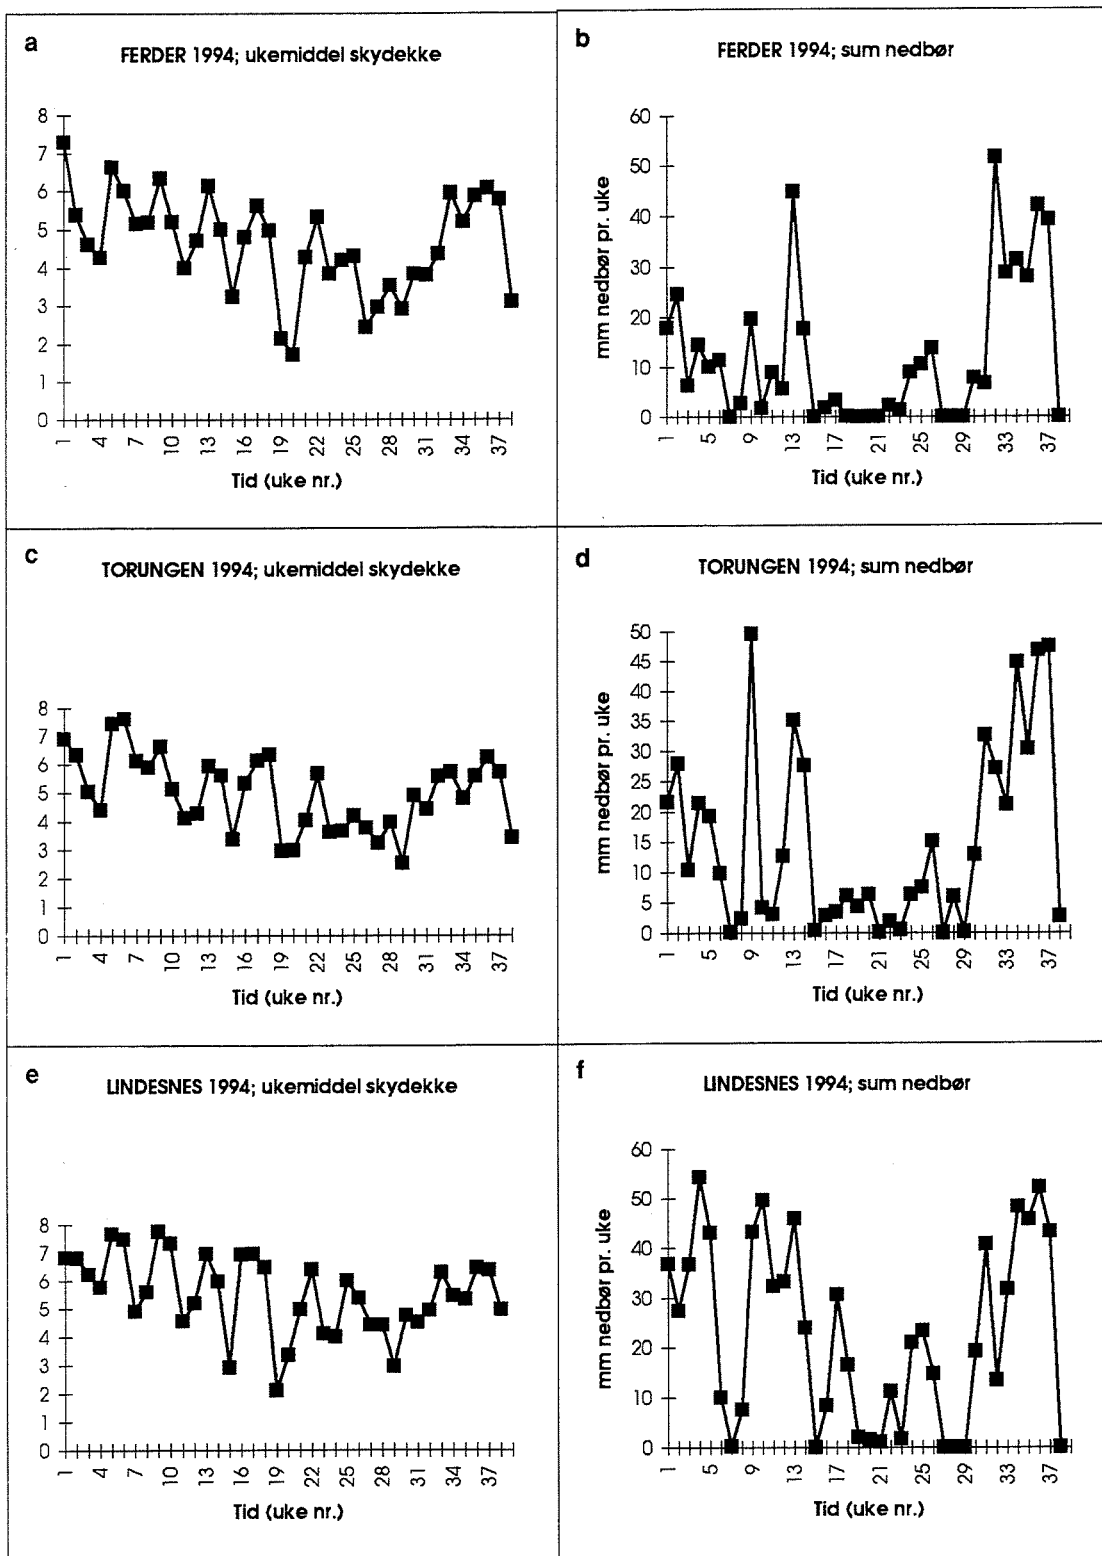 a
FERDER 1994; ukemiddel skydekke
8
7
6
5
4
3
2
1
0
1 4 7 10 13 16 19 22 25 28 31 34 37
Tid (uke nr.)
b
FERDER 1994; sum nedbør
mm nedbør pr. uke
60
50
40
30
20
10
0
1 5 9 13 17 21 25 29 33 37
Tid (uke nr.)
c
TORUNGEN 1994; ukemiddel skydekke
8
7
6
5
4
3
2
1
0
1 4 7 10 13 16 19 22 25 28 31 34 37
Tid (uke nr.)
d
TORUNGEN 1994; sum nedbør
mm nedbør pr. uke
50
45
40
35
30
25
20
15
10
5
0
1 5 9 13 17 21 25 29 33 37
Tid (uke nr.)
e
LINDESNES 1994; ukemiddel skydekke
8
7
6
5
4
3
2
1
0
1 4 7 10 13 16 19 22 25 28 31 34 37
Tid (uke nr.)
f
LINDESNES 1994; sum nedbør
mm nedbør pr. uke
60
50
40
30
20
10
0
1 5 9 13 17 21 25 29 33 37
Tid (uke nr.)